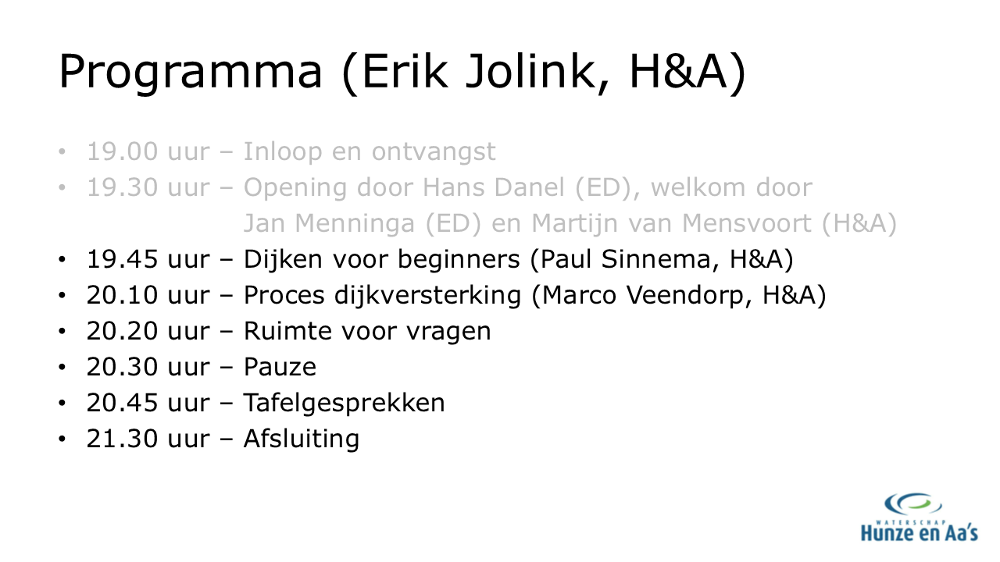 Programma (Erik Jolink, H&A)
• 19.00 uur – Inloop en ontvangst
• 19.30 uur – Opening door Hans Danel (ED), welkom door
Jan Menninga (ED) en Martijn van Mensvoort (H&A)
• 19.45 uur – Dijken voor beginners (Paul Sinnema, H&A)
• 20.10 uur – Proces dijkversterking (Marco Veendorp, H&A)
• 20.20 uur – Ruimte voor vragen
• 20.30 uur – Pauze
• 20.45 uur – Tafelgesprekken
• 21.30 uur – Afsluiting
WATERSCHAP
Hunze en Aa's